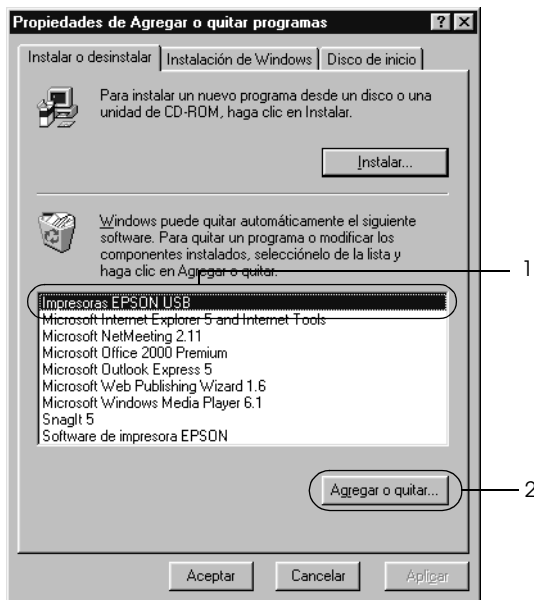 Propiedades de Agregar o quitar programas
Instalar o desinstalar Instalación de Windows Disco de inicio
Para instalar un nuevo programa desde un disco o una
unidad de CD-ROM, haga clic en Instalar.
Instalar...
Windows puede quitar automáticamente el siguiente
software. Para quitar un programa o modificar los
componentes instalados, selecciónelo de la lista y
haga clic en Agregar o quitar.
1
Impresoras EPSON USB
Microsoft Internet Explorer 5 and Internet Tools
Microsoft NetMeeting 2.11
Microsoft Office 2000 Premium
Microsoft Outlook Express 5
Microsoft Web Publishing Wizard 1.6
Microsoft Windows Media Player 6.1
SnagIt 5
Software de impresora EPSON
Agregar o quitar...
2
Aceptar Cancelar Aplicar